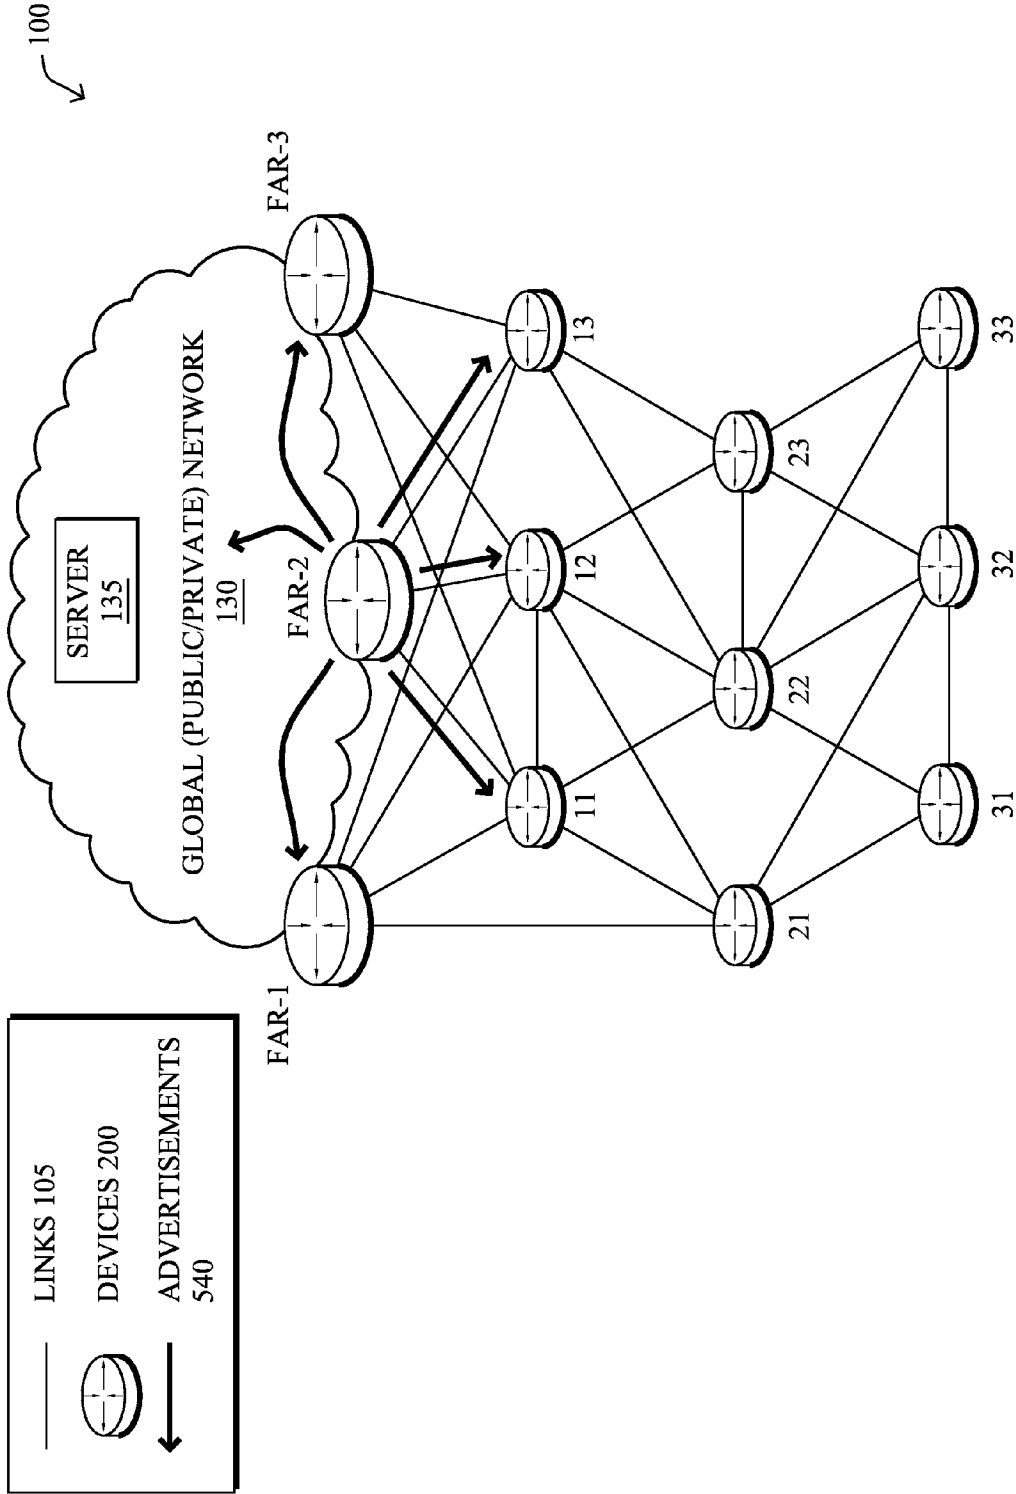 100
LINKS 105
DEVICES 200
ADVERTISEMENTS
540
SERVER
135
GLOBAL (PUBLIC/PRIVATE) NETWORK
130
FAR-1
FAR-2
FAR-3
11
12
13
21
22
23
31
32
33